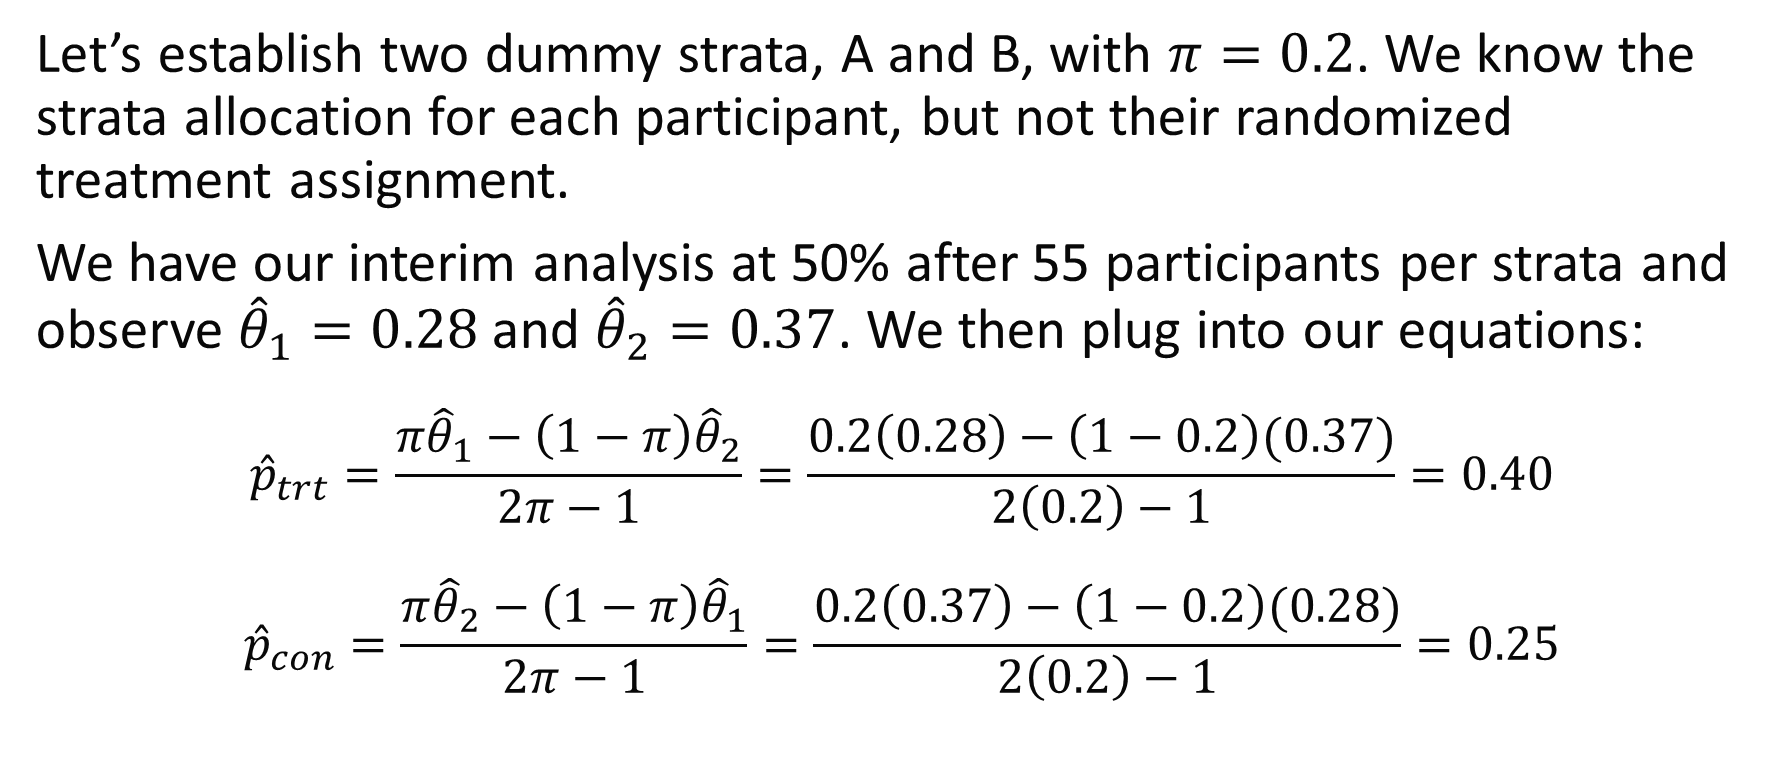 Let’s establish two dummy strata, A and B, with π = 0.2. We know the
strata allocation for each participant, but not their randomized
treatment assignment.
We have our interim analysis at 50% after 55 participants per strata and
observe θ̂₁ = 0.28 and θ̂₂ = 0.37. We then plug into our equations:
p̂_trt = (πθ̂₁ − (1 − π)θ̂₂) / (2π − 1) = (0.2(0.28) − (1 − 0.2)(0.37)) / (2(0.2) − 1) = 0.40
p̂_con = (πθ̂₂ − (1 − π)θ̂₁) / (2π − 1) = (0.2(0.37) − (1 − 0.2)(0.28)) / (2(0.2) − 1) = 0.25